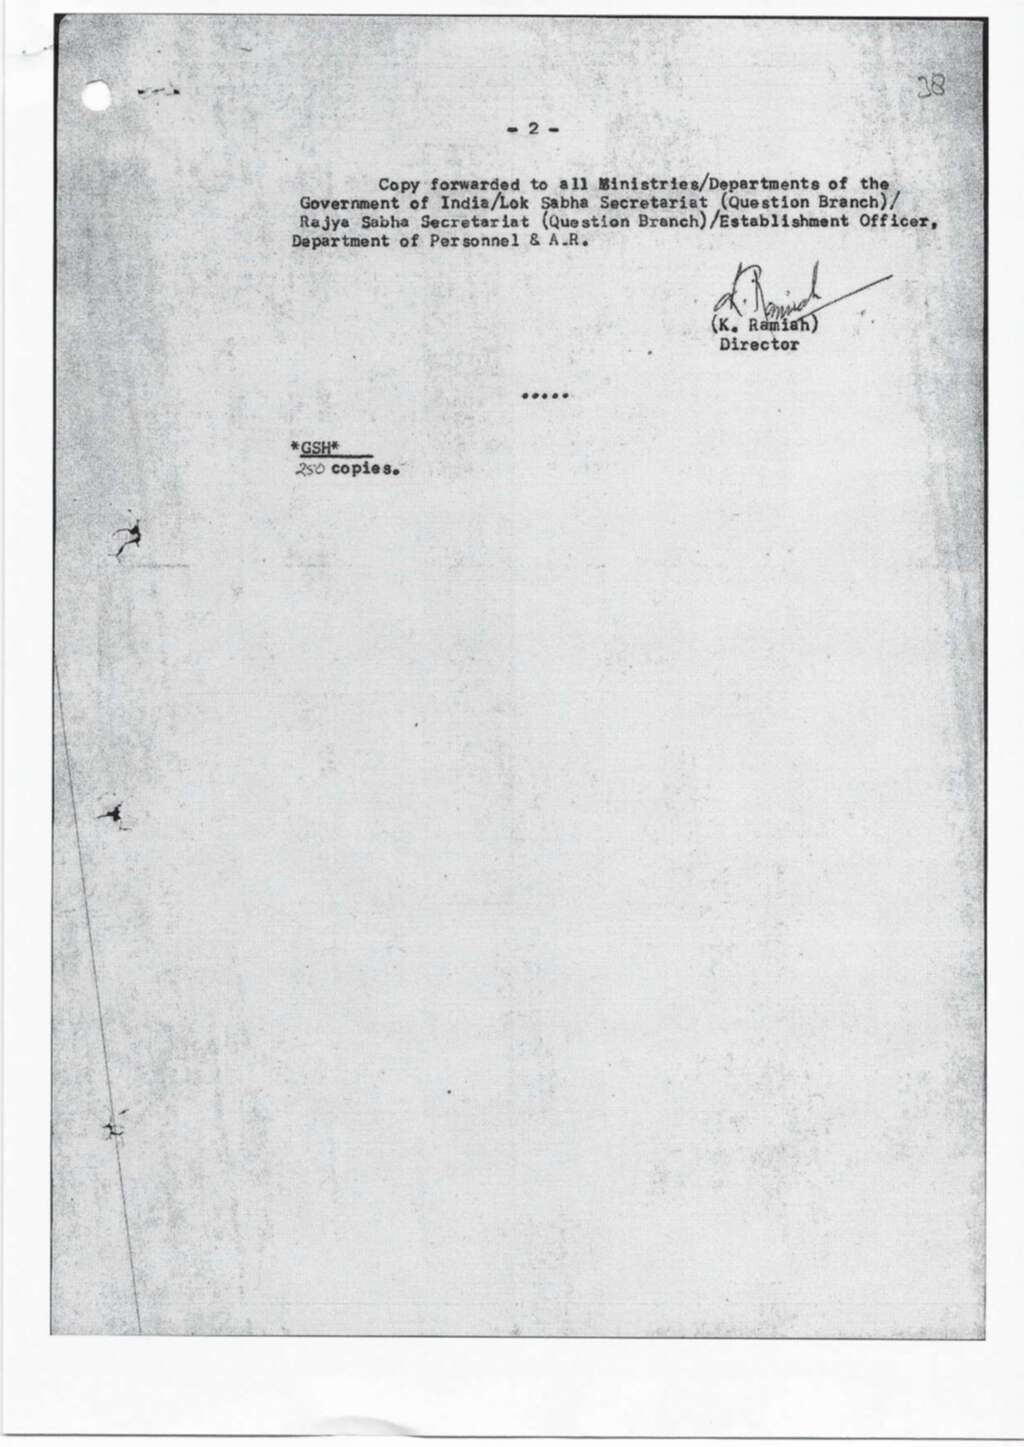 38
- 2 -
Copy forwarded to all Ministries/Departments of the
Government of India/Lok Sabha Secretariat (Question Branch)/
Rajya Sabha Secretariat (Question Branch)/Establishment Officer,
Department of Personnel & A.R.
K. Ramiah
(K. Ramiah)
Director
.....
*GSH*
250 copies.